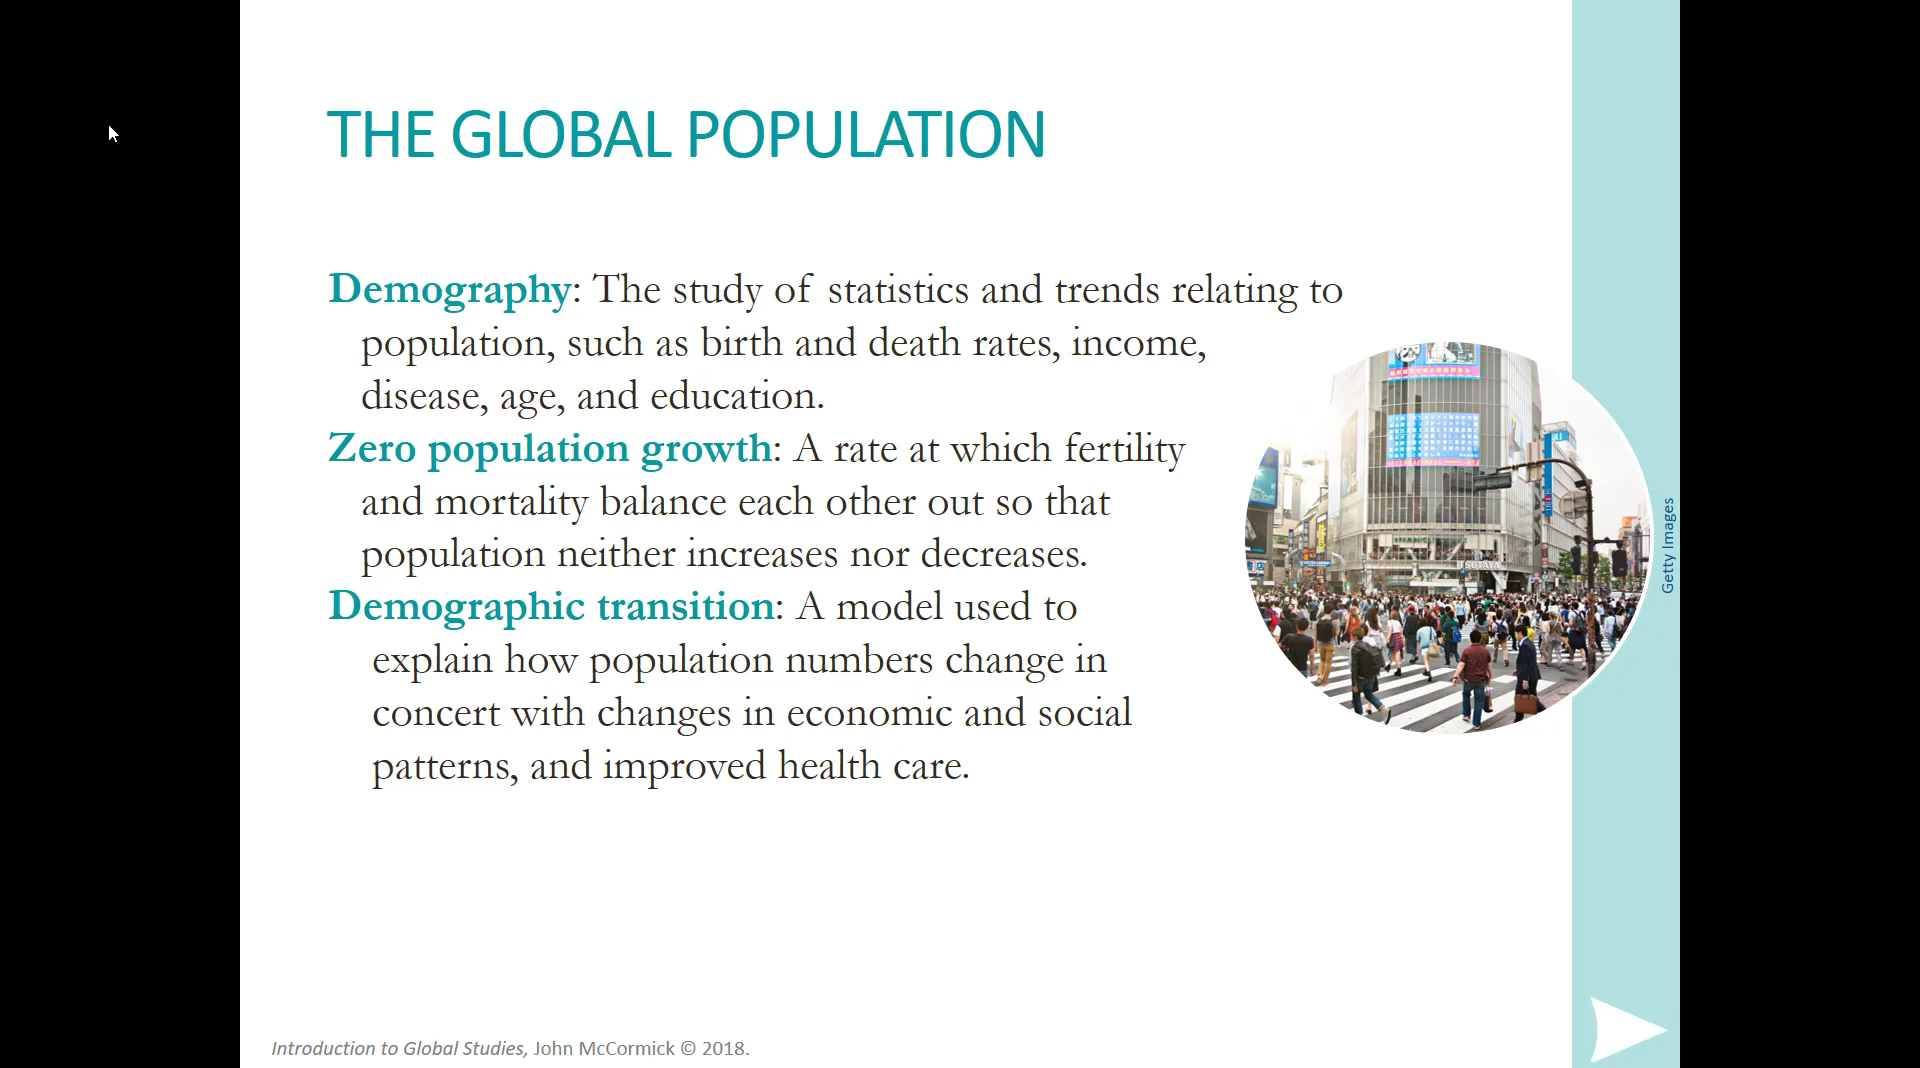 THE GLOBAL POPULATION
Demography: The study of statistics and trends relating to
population, such as birth and death rates, income,
disease, age, and education.
Zero population growth: A rate at which fertility
and mortality balance each other out so that
population neither increases nor decreases.
Demographic transition: A model used to
explain how population numbers change in
concert with changes in economic and social
patterns, and improved health care.
TSUTAYA
Getty Images
Introduction to Global Studies, John McCormick © 2018.